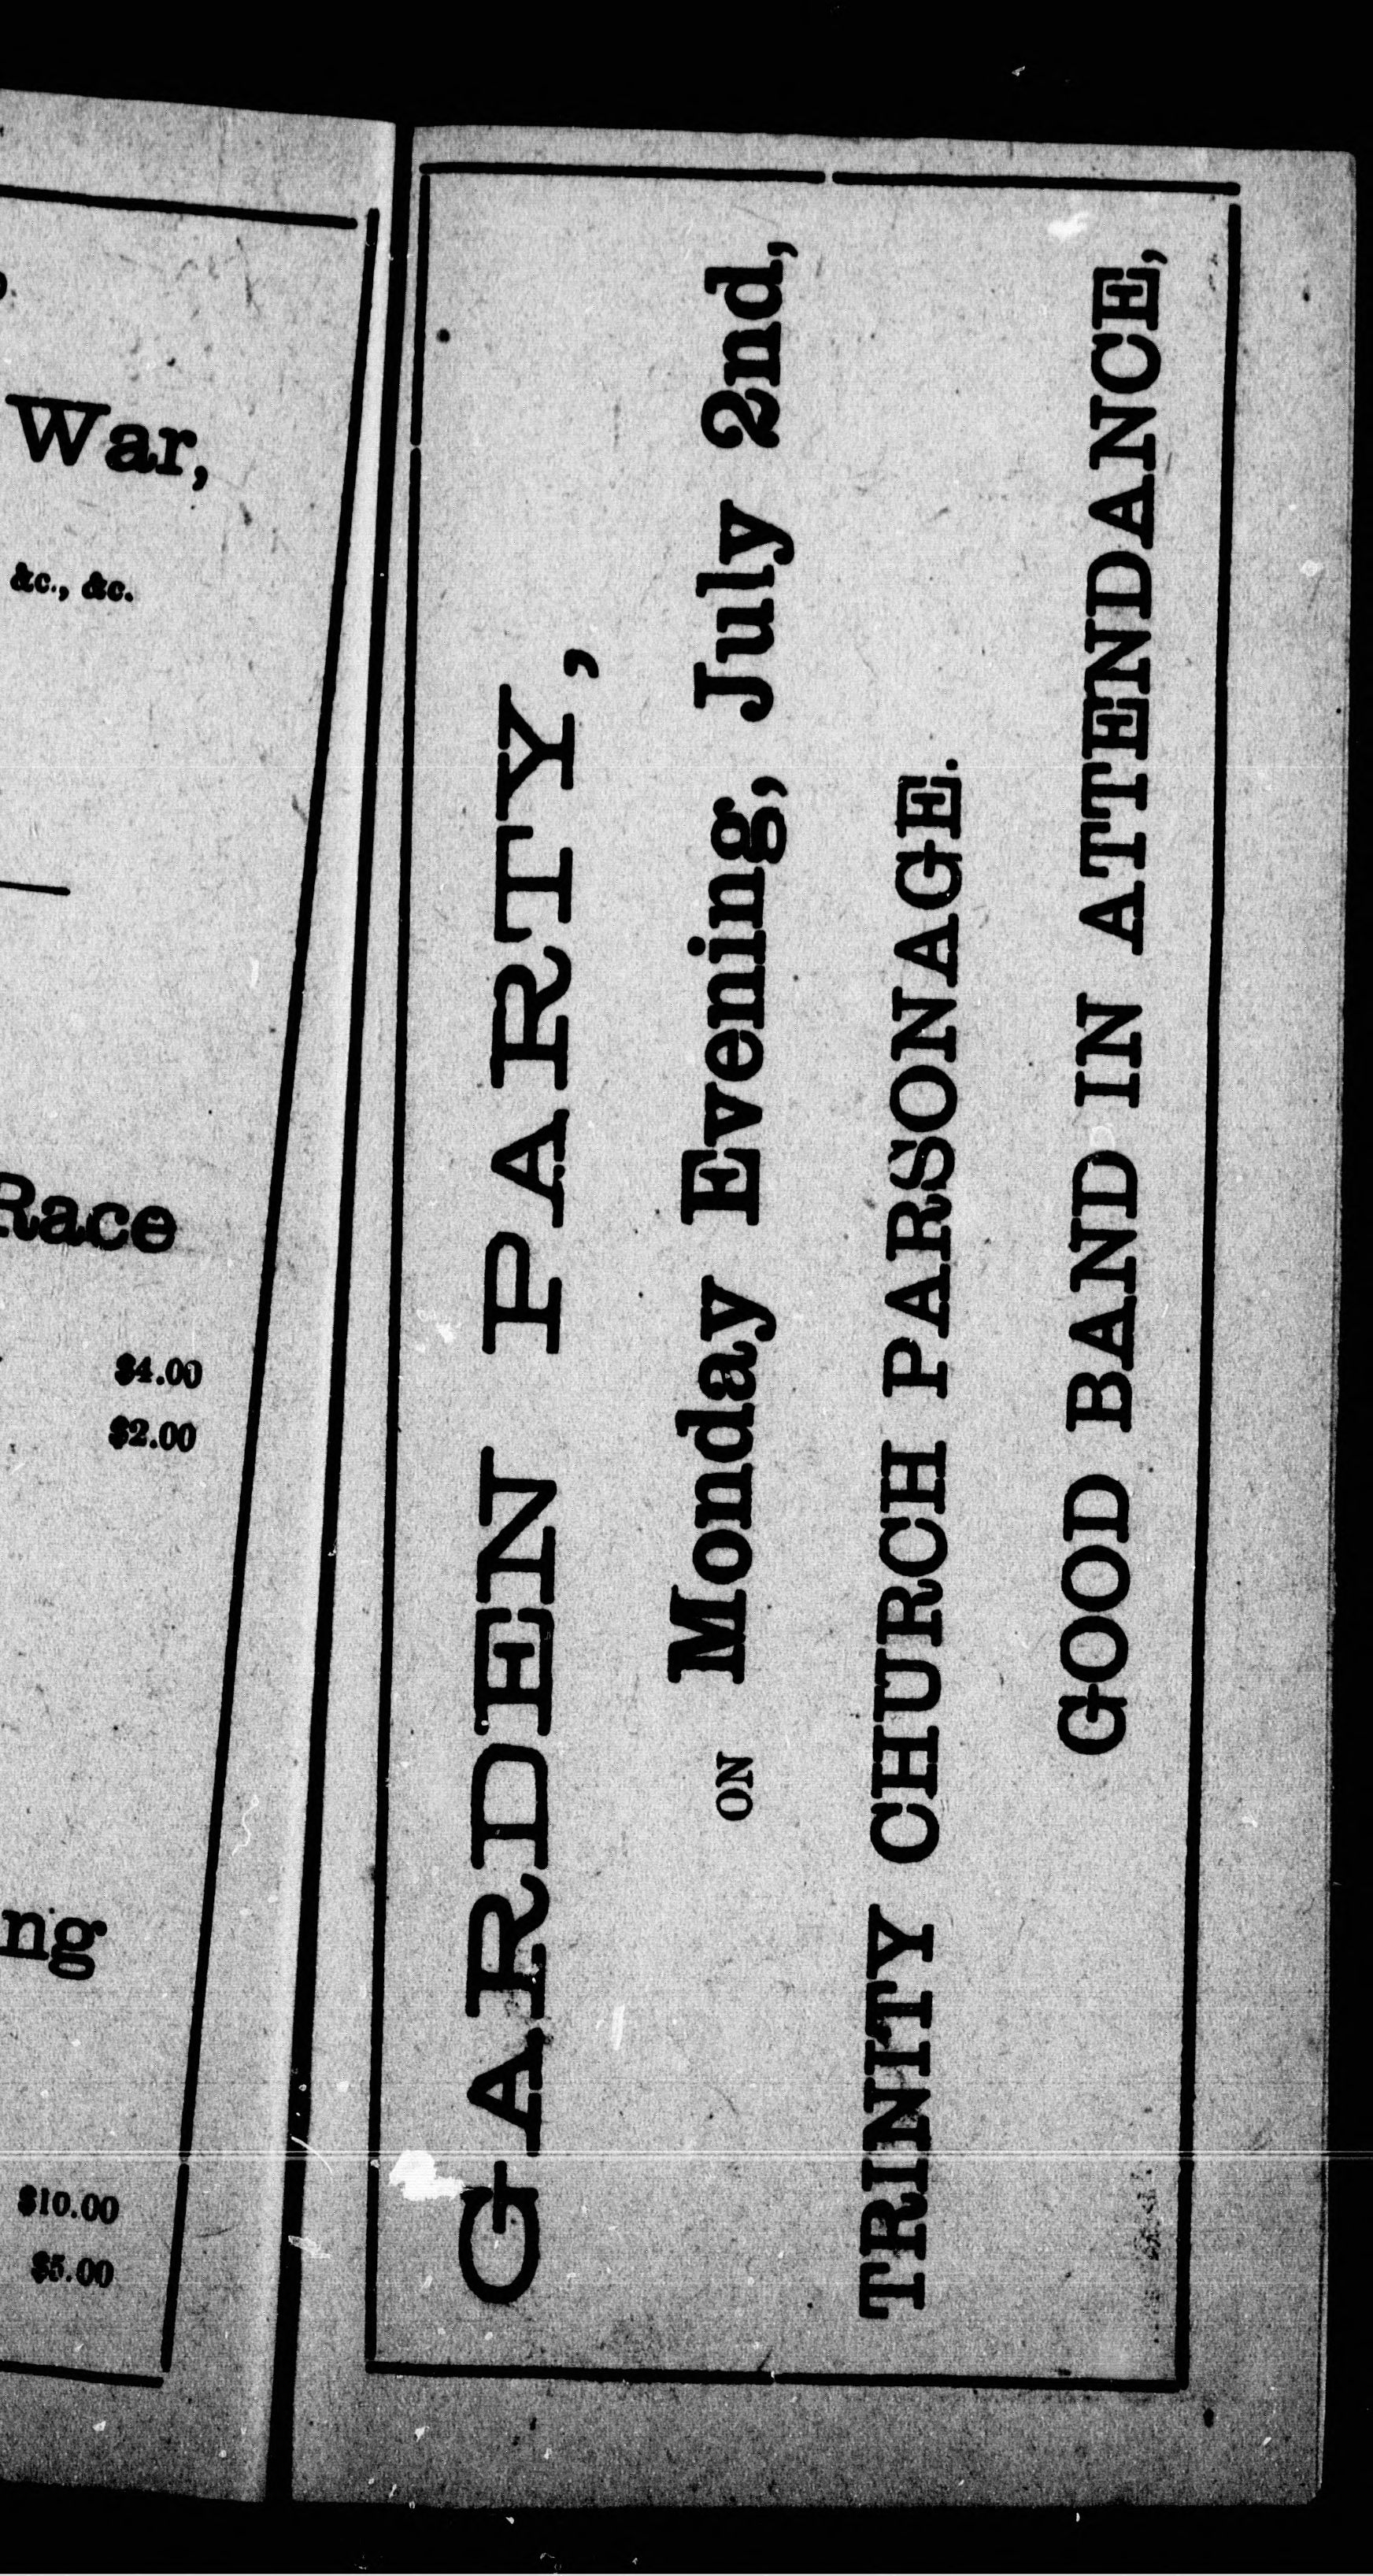 War,
&c., &c.
Race
$4.00
$2.00
ng
$10.00
$5.00
GARDEN PARTY,
ON Monday Evening, July 2nd,
TRINITY CHURCH PARSONAGE.
GOOD BAND IN ATTENDANCE,